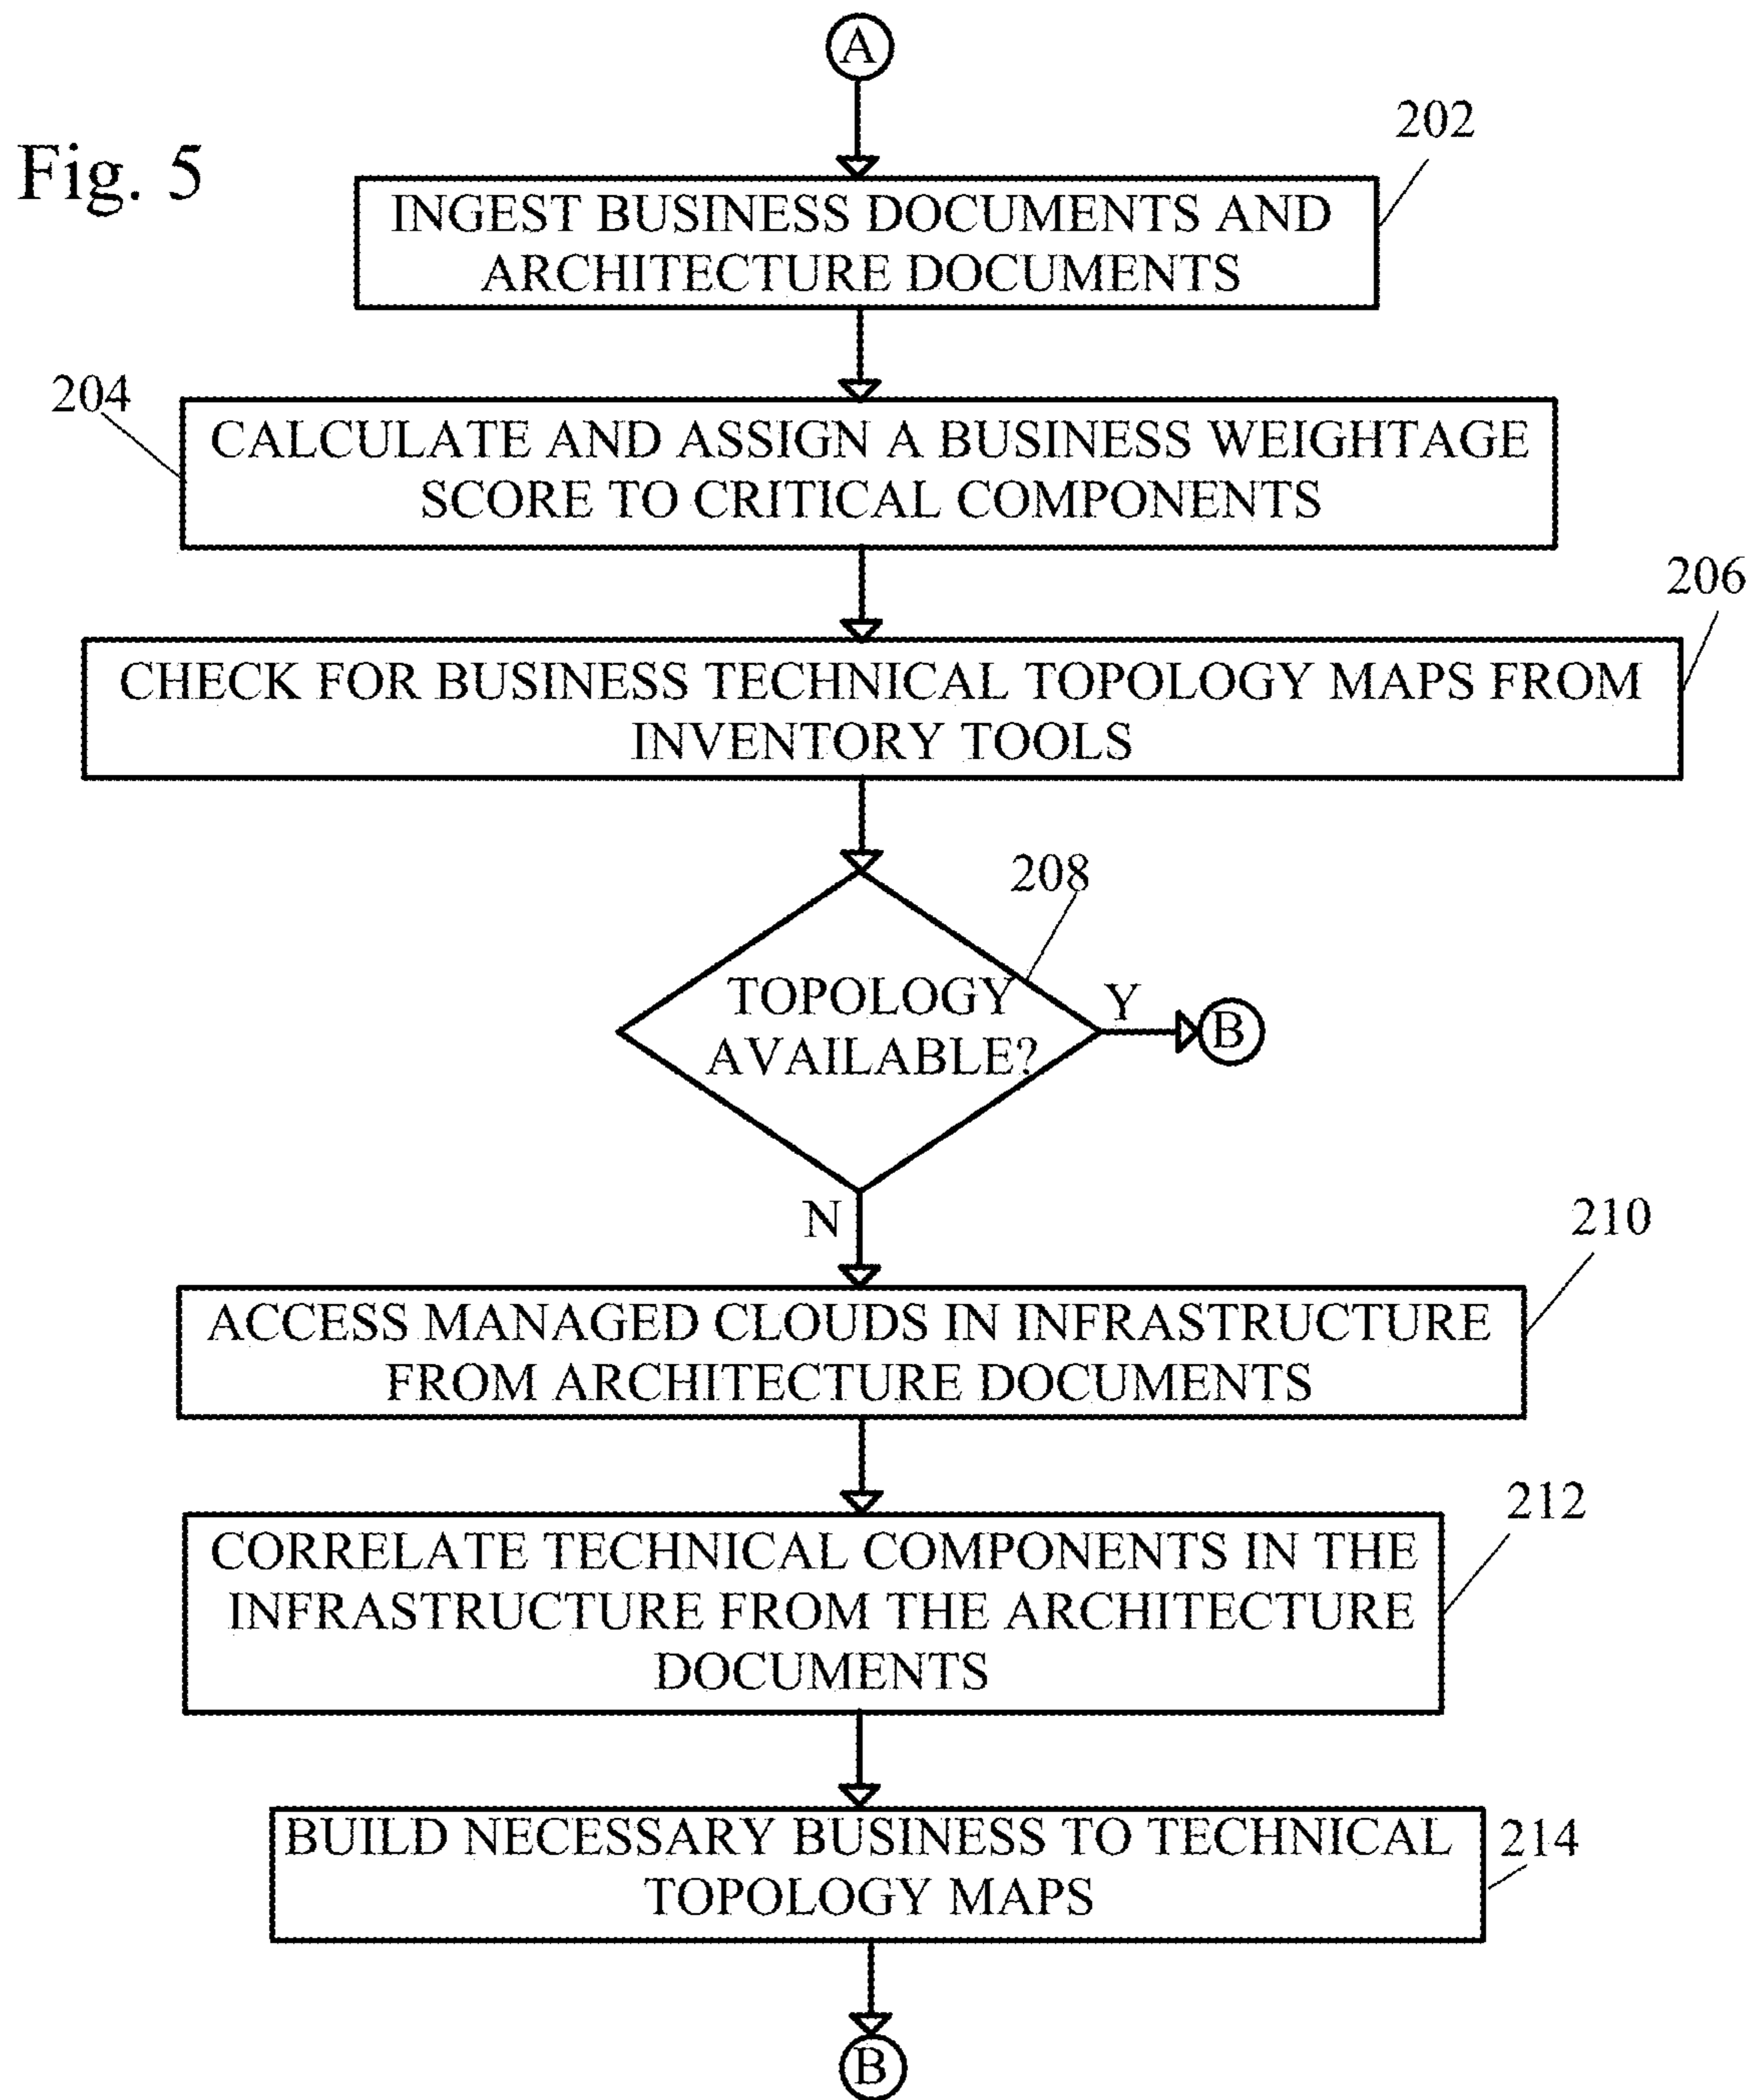 A
Fig. 5
202
INGEST BUSINESS DOCUMENTS AND
ARCHITECTURE DOCUMENTS
204
CALCULATE AND ASSIGN A BUSINESS WEIGHTAGE
SCORE TO CRITICAL COMPONENTS
206
CHECK FOR BUSINESS TECHNICAL TOPOLOGY MAPS FROM
INVENTORY TOOLS
208
TOPOLOGY
AVAILABLE?
Y
B
N
210
ACCESS MANAGED CLOUDS IN INFRASTRUCTURE
FROM ARCHITECTURE DOCUMENTS
212
CORRELATE TECHNICAL COMPONENTS IN THE
INFRASTRUCTURE FROM THE ARCHITECTURE
DOCUMENTS
214
BUILD NECESSARY BUSINESS TO TECHNICAL
TOPOLOGY MAPS
B